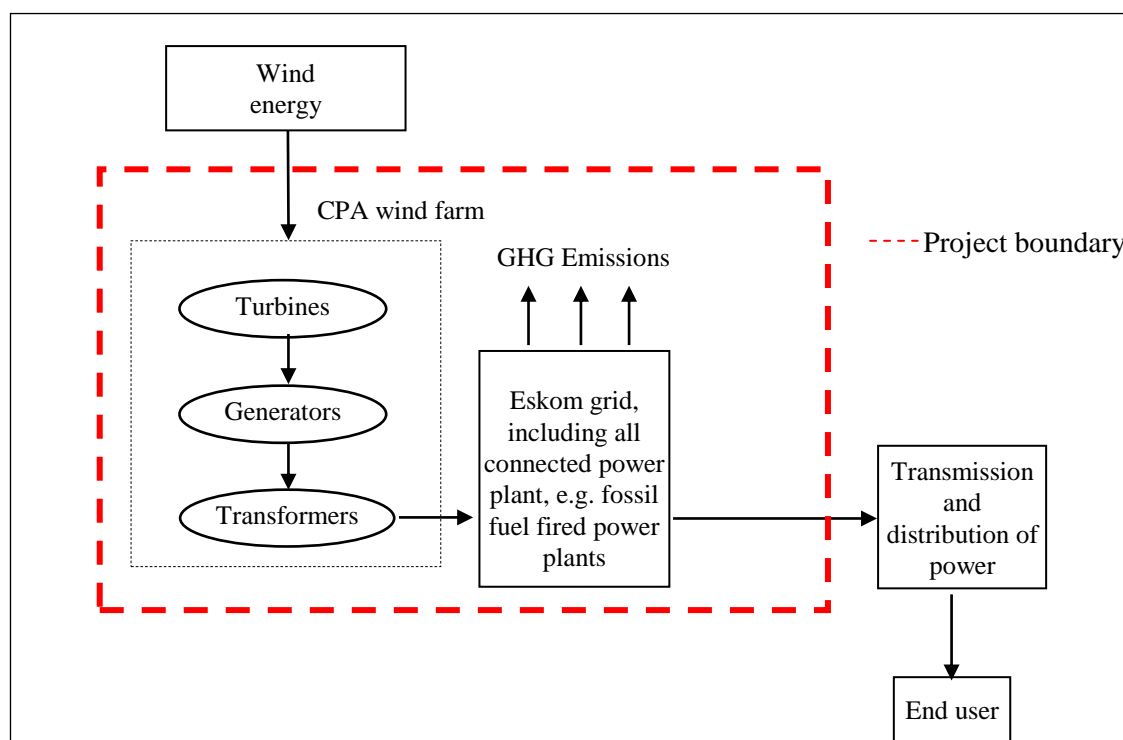 Wind
energy
CPA wind farm
GHG Emissions
Project boundary
Turbines
Generators
Transformers
Eskom grid,
including all
connected power
plant, e.g. fossil
fuel fired power
plants
Transmission
and
distribution of
power
End user